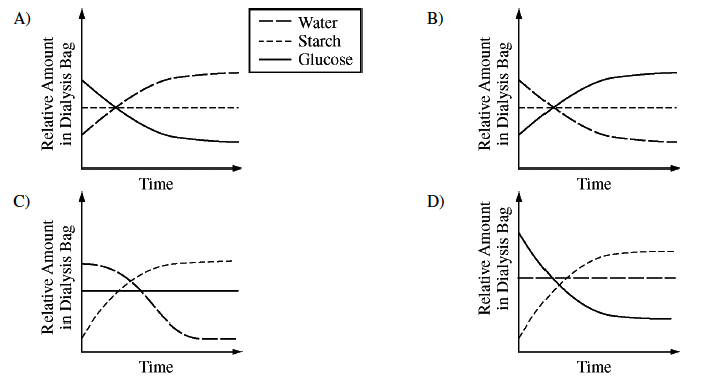 A)
Relative Amount
in Dialysis Bag
Time
Water
Starch
Glucose
B)
Relative Amount
in Dialysis Bag
Time
C)
Relative Amount
in Dialysis Bag
Time
D)
Relative Amount
in Dialysis Bag
Time